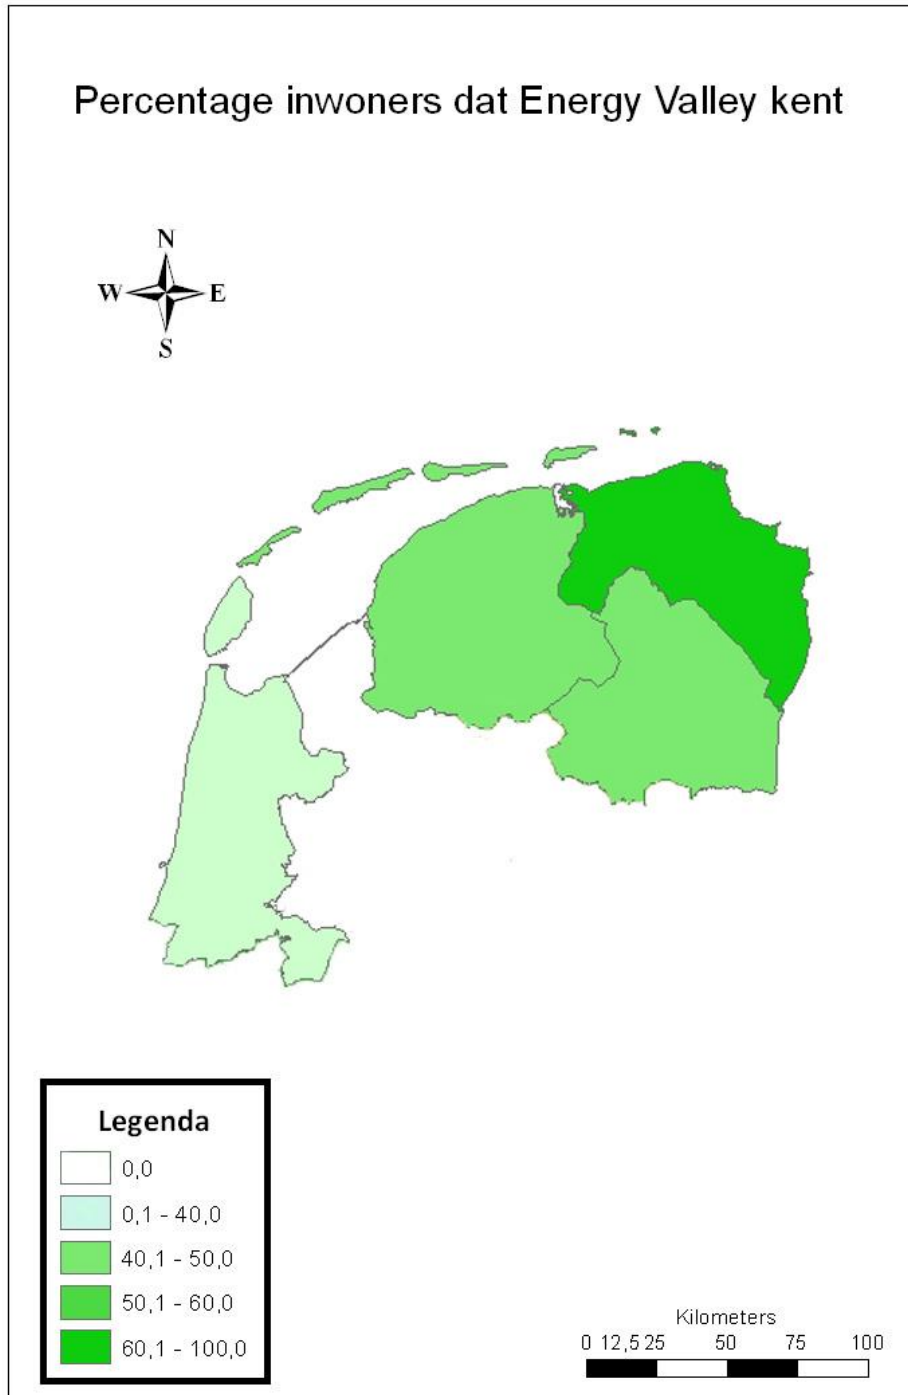 Percentage inwoners dat Energy Valley kent
N
W E
S
Legenda
0,0
0,1 - 40,0
40,1 - 50,0
50,1 - 60,0
60,1 - 100,0
Kilometers
0 12,5 25 50 75 100